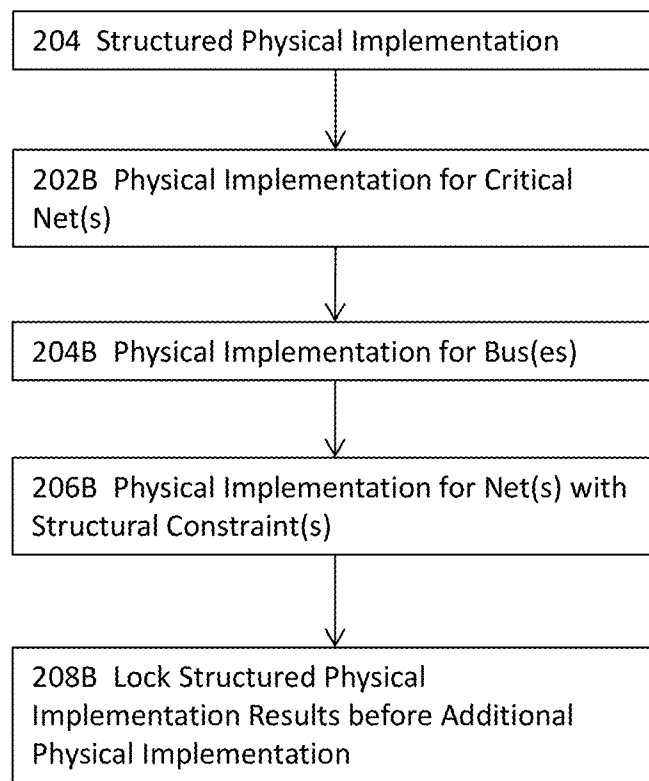 204 Structured Physical Implementation
202B Physical Implementation for Critical
Net(s)
204B Physical Implementation for Bus(es)
206B Physical Implementation for Net(s) with
Structural Constraint(s)
208B Lock Structured Physical
Implementation Results before Additional
Physical Implementation